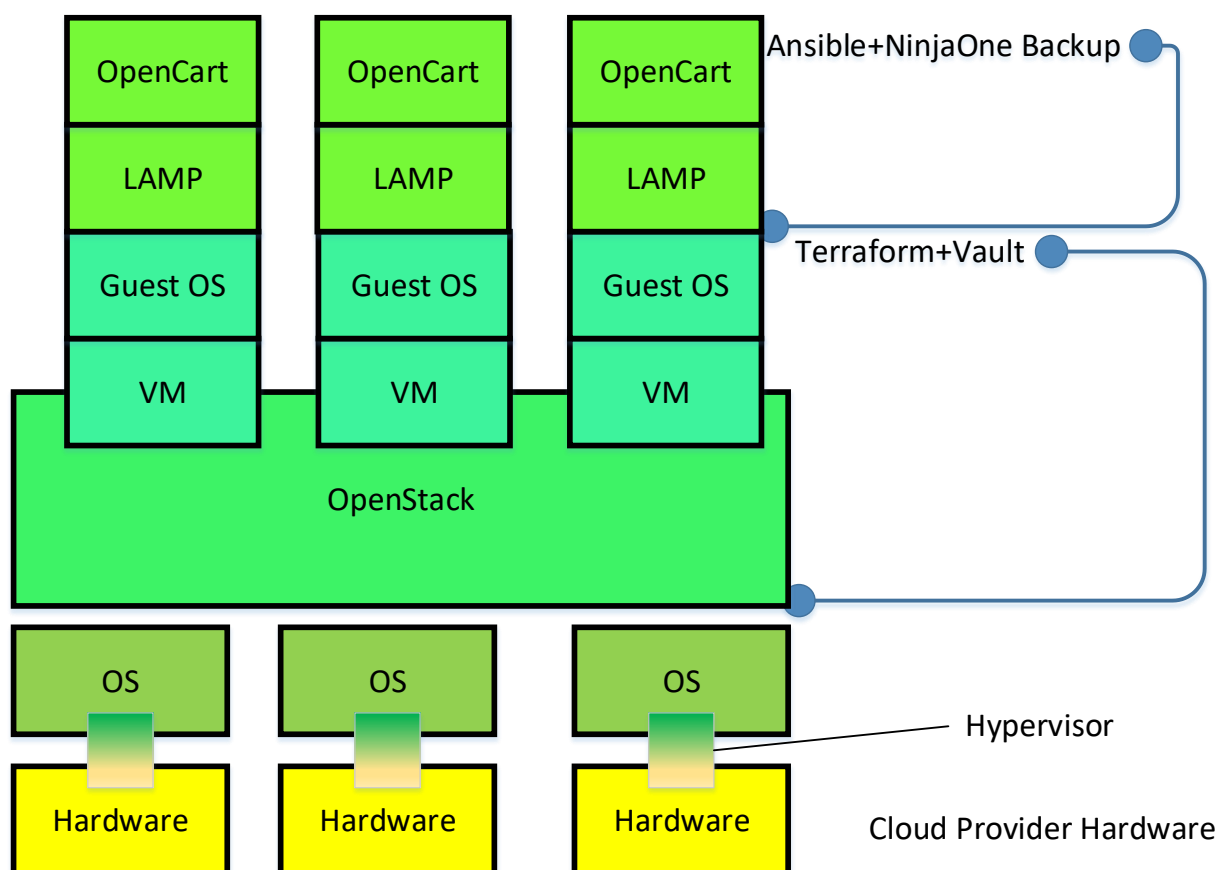 OpenCart OpenCart OpenCart Ansible+NinjaOne Backup
LAMP LAMP LAMP
Terraform+Vault
Guest OS Guest OS Guest OS
VM VM VM
OpenStack
OS OS OS
Hypervisor
Hardware Hardware Hardware Cloud Provider Hardware